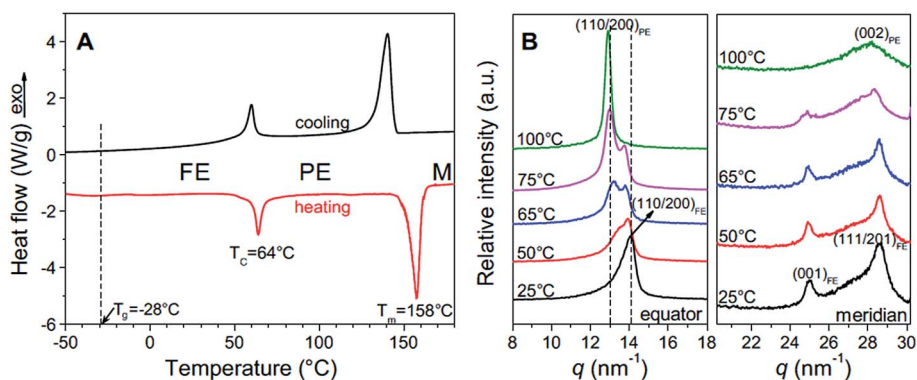 A
4
2
0
-2
-4
-6
Heat flow (W/g) exo
cooling
FE
PE
M
heating
T_C=64°C
T_g=-28°C
T_m=158°C
-50
0
50
100
150
Temperature (°C)
B
Relative intensity (a.u.)
(110/200)_PE
100°C
75°C
65°C
(110/200)_FE
50°C
25°C
equator
8
10
12
14
16
18
q (nm⁻¹)
(002)_PE
100°C
75°C
65°C
50°C
(111/201)_FE
(001)_FE
25°C
meridian
22
24
26
28
30
q (nm⁻¹)